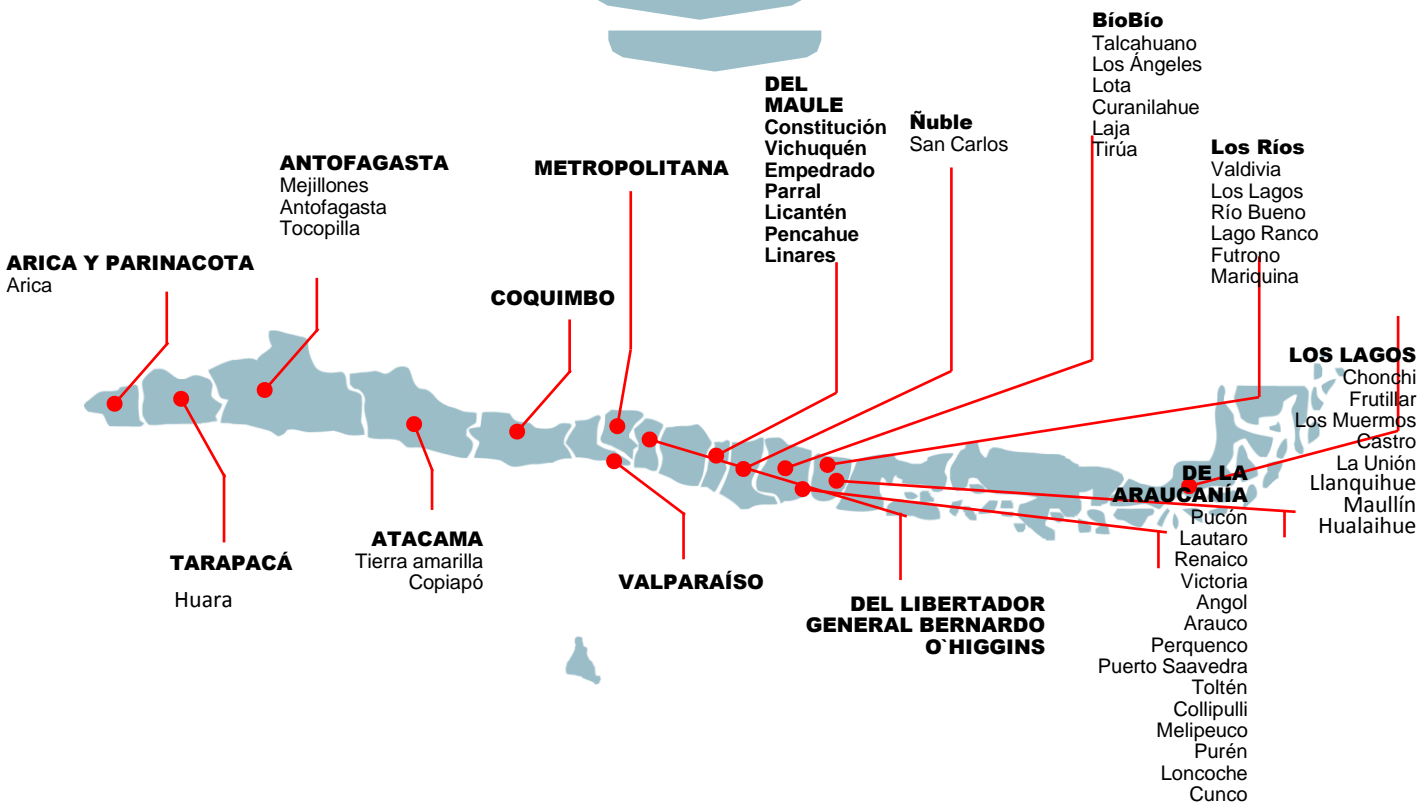 ARICA Y PARINACOTA
Arica
TARAPACÁ
Huara
ANTOFAGASTA
Mejillones
Antofagasta
Tocopilla
ATACAMA
Tierra amarilla
Copiapó
COQUIMBO
METROPOLITANA
VALPARAÍSO
DEL LIBERTADOR
GENERAL BERNARDO
O`HIGGINS
DEL
MAULE
Constitución
Vichuquén
Empedrado
Parral
Licantén
Pencahue
Linares
Ñuble
San Carlos
BíoBío
Talcahuano
Los Ángeles
Lota
Curanilahue
Laja
Tirúa
DE LA
ARAUCANÍA
Pucón
Lautaro
Renaico
Victoria
Angol
Arauco
Perquenco
Puerto Saavedra
Toltén
Collipulli
Melipeuco
Purén
Loncoche
Cunco
Los Ríos
Valdivia
Los Lagos
Río Bueno
Lago Ranco
Futrono
Mariquina
LOS LAGOS
Chonchi
Frutillar
Los Muermos
Castro
La Unión
Llanquihue
Maullín
Hualaihue